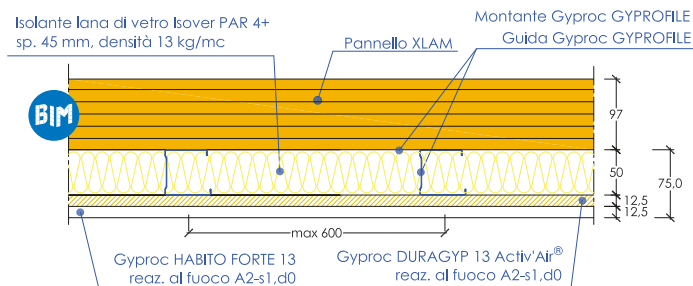 Isolante lana di vetro Isover PAR 4+
sp. 45 mm, densità 13 kg/mc
Pannello XLAM
Montante Gyproc GYPROFILE
Guida Gyproc GYPROFILE
BIM
97
50
75,0
12,5
12,5
max 600
Gyproc HABITO FORTE 13
reaz. al fuoco A2-s1,d0
Gyproc DURAGYP 13 Activ'Air®
reaz. al fuoco A2-s1,d0